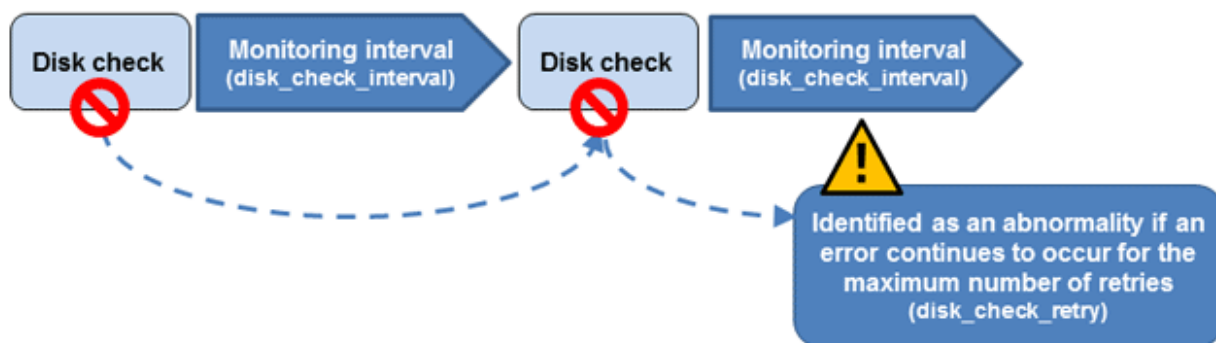 Disk check
Monitoring interval
(disk_check_interval)
Disk check
Monitoring interval
(disk_check_interval)
!
Identified as an abnormality if an
error continues to occur for the
maximum number of retries
(disk_check_retry)